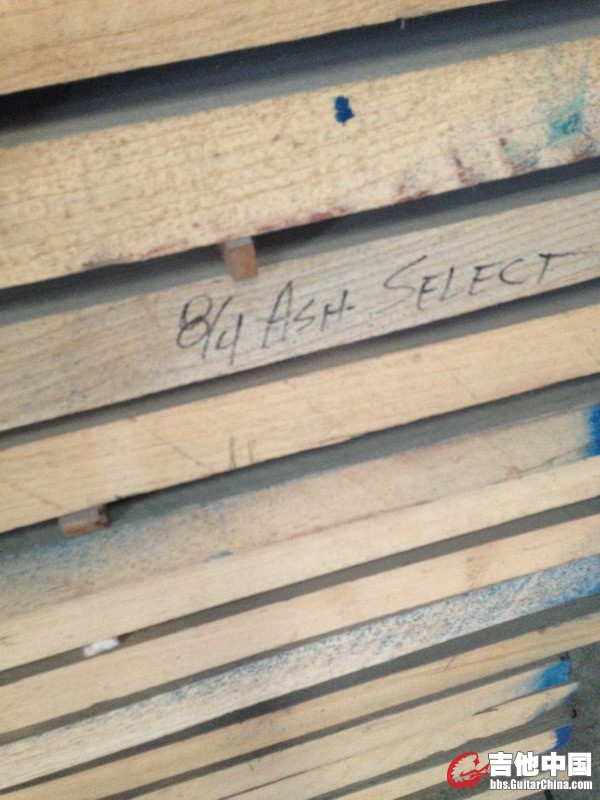 8/4 ASH- SELECT
吉他中国
bbs.GuitarChina.com